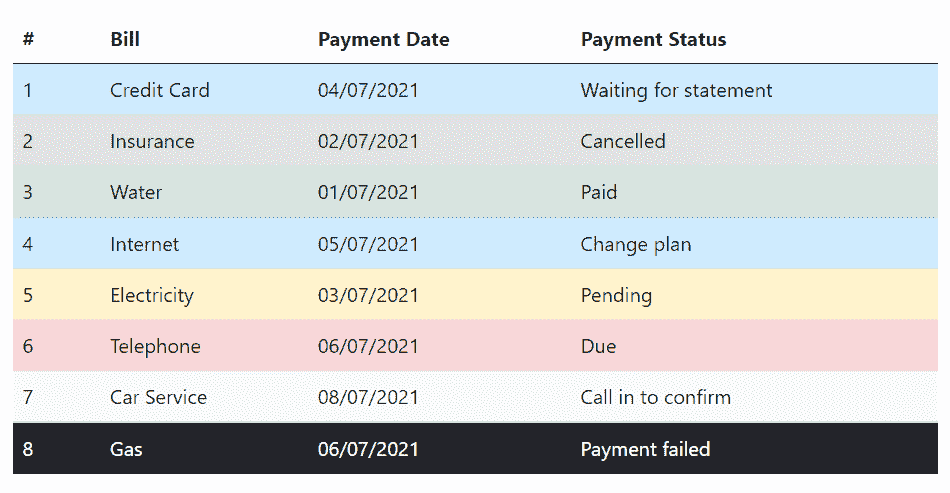 # Bill Payment Date Payment Status
1 Credit Card 04/07/2021 Waiting for statement
2 Insurance 02/07/2021 Cancelled
3 Water 01/07/2021 Paid
4 Internet 05/07/2021 Change plan
5 Electricity 03/07/2021 Pending
6 Telephone 06/07/2021 Due
7 Car Service 08/07/2021 Call in to confirm
8 Gas 06/07/2021 Payment failed